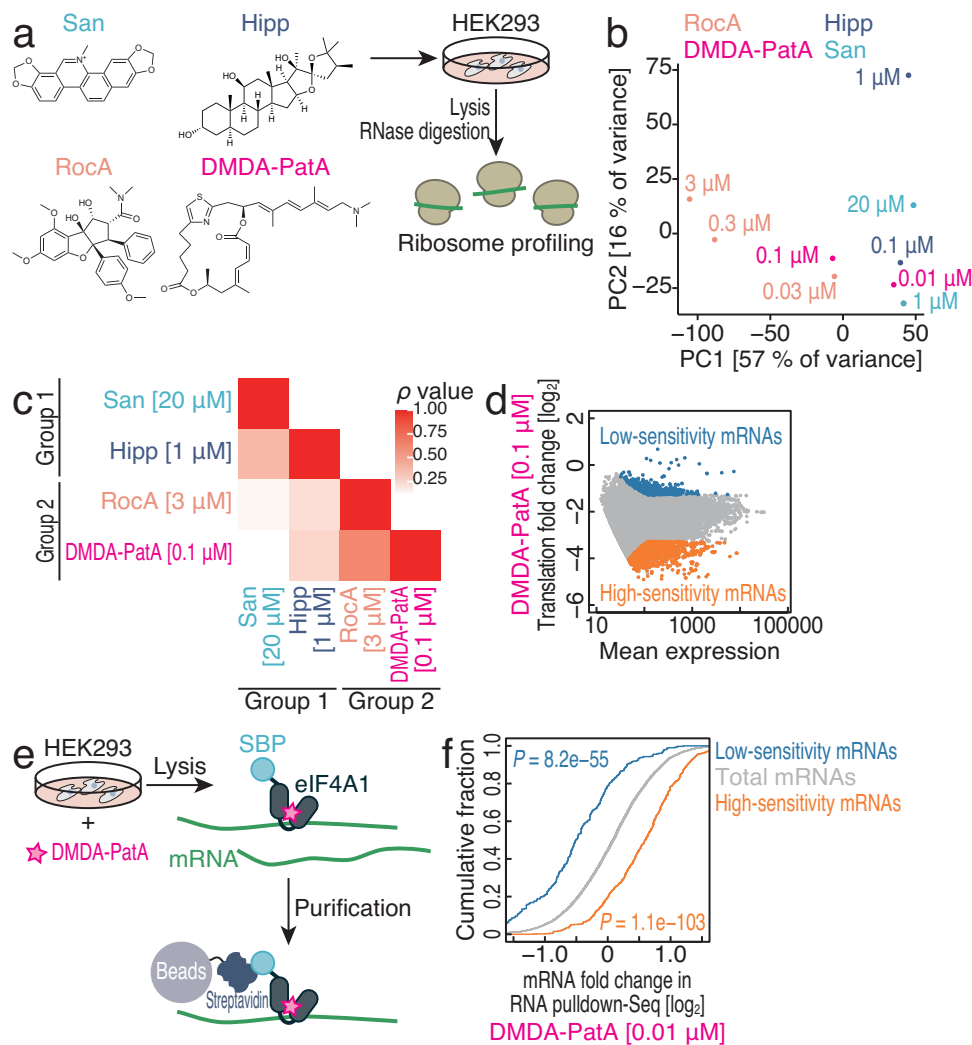 a
San
Hipp
HEK293
Lysis
RNase digestion
RocA
DMDA-PatA
Ribosome profiling
b
RocA
Hipp
DMDA-PatA
San
PC2 [16 % of variance]
75
50
25
0
−25
1 μM
3 μM
20 μM
0.3 μM
0.1 μM
0.1 μM
0.01 μM
0.03 μM
1 μM
−100
−50
0
50
PC1 [57 % of variance]
c
Group 1
Group 2
San [20 μM]
Hipp [1 μM]
RocA [3 μM]
DMDA-PatA [0.1 μM]
ρ value
1.00
0.75
0.50
0.25
San
[20 μM]
Hipp
[1 μM]
RocA
[3 μM]
DMDA-PatA
[0.1 μM]
Group 1
Group 2
d
DMDA-PatA [0.1 μM]
Translation fold change [log2]
2
0
−2
−4
−6
Low-sensitivity mRNAs
High-sensitivity mRNAs
10
1000
100000
Mean expression
e
HEK293
+
DMDA-PatA
Lysis
SBP
eIF4A1
mRNA
Purification
Beads
Streptavidin
f
Cumulative fraction
1.0
0.8
0.6
0.4
0.2
0
P = 8.2e−55
P = 1.1e−103
Low-sensitivity mRNAs
Total mRNAs
High-sensitivity mRNAs
−1.0
0
1.0
mRNA fold change in
RNA pulldown-Seq [log2]
DMDA-PatA [0.01 μM]